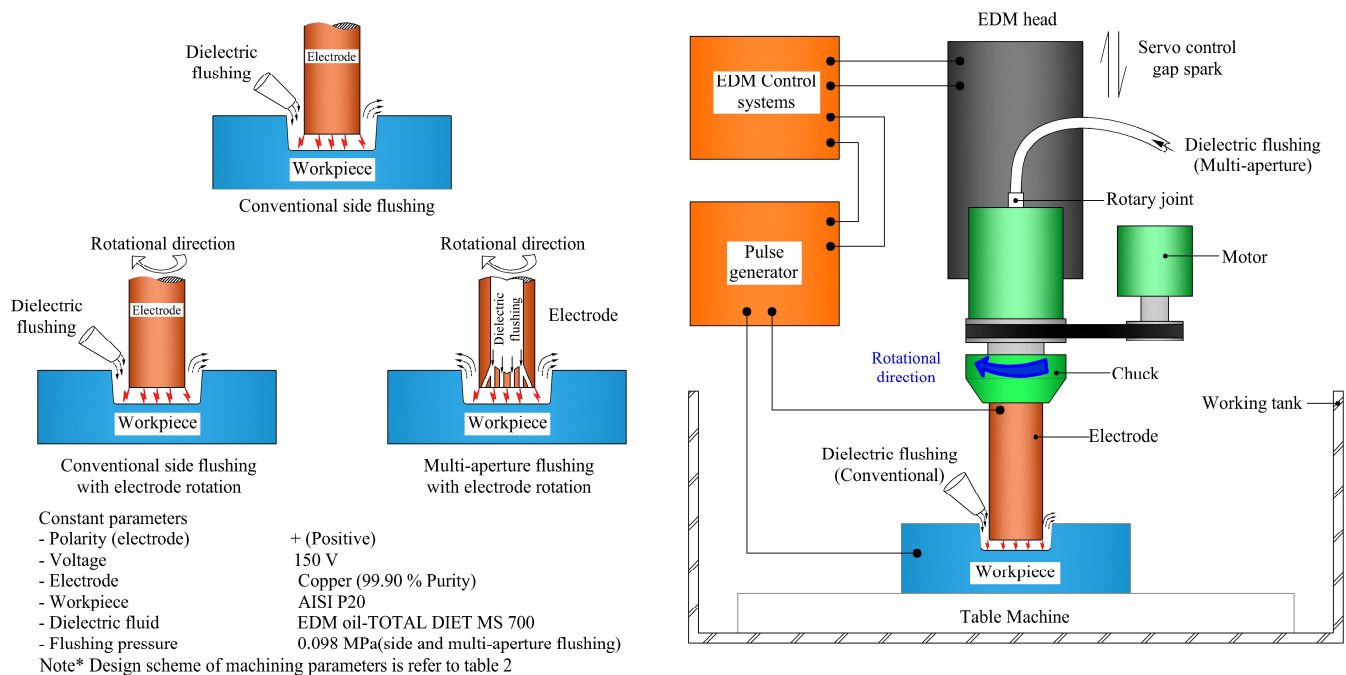 Dielectric
flushing
Electrode
Workpiece
Conventional side flushing
Rotational direction
Dielectric
flushing
Electrode
Workpiece
Conventional side flushing
with electrode rotation
Rotational direction
Dielectric
flushing
Electrode
Workpiece
Multi-aperture flushing
with electrode rotation
Constant parameters
- Polarity (electrode) + (Positive)
- Voltage 150 V
- Electrode Copper (99.90 % Purity)
- Workpiece AISI P20
- Dielectric fluid EDM oil-TOTAL DIET MS 700
- Flushing pressure 0.098 MPa(side and multi-aperture flushing)
Note* Design scheme of machining parameters is refer to table 2
EDM head
Servo control
gap spark
EDM Control
systems
Dielectric flushing
(Multi-aperture)
Rotary joint
Pulse
generator
Motor
Rotational
direction
Chuck
Working tank
Electrode
Dielectric flushing
(Conventional)
Workpiece
Table Machine